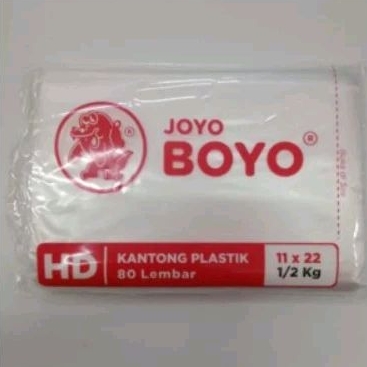 JOYO
BOYO®
®
HD
KANTONG PLASTIK
80 Lembar
11 x 22
1/2 Kg